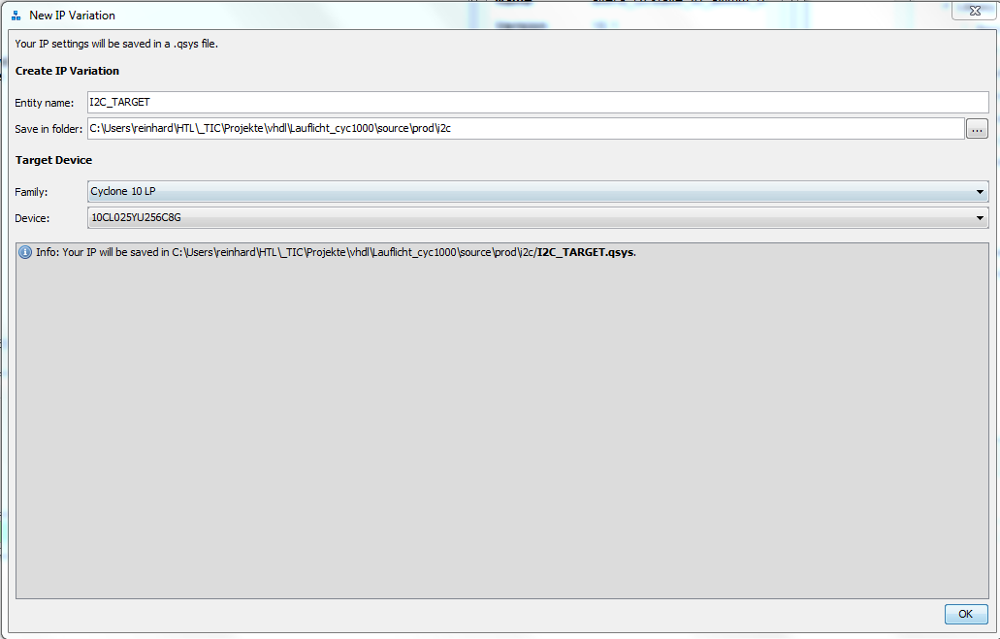 New IP Variation
Your IP settings will be saved in a .qsys file.
Create IP Variation
Entity name: I2C_TARGET
Save in folder: C:\Users\reinhard\HTL\_TIC\Projekte\vhdl\Lauflicht_cyc1000\source\prod\i2c ...
Target Device
Family: Cyclone 10 LP
Device: 10CL025YU256C8G
Info: Your IP will be saved in C:\Users\reinhard\HTL\_TIC\Projekte\vhdl\Lauflicht_cyc1000\source\prod\i2c/I2C_TARGET.qsys.
OK